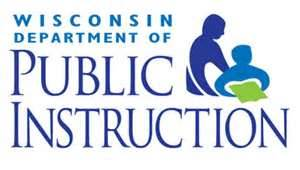 WISCONSIN
DEPARTMENT OF
PUBLIC
INSTRUCTION